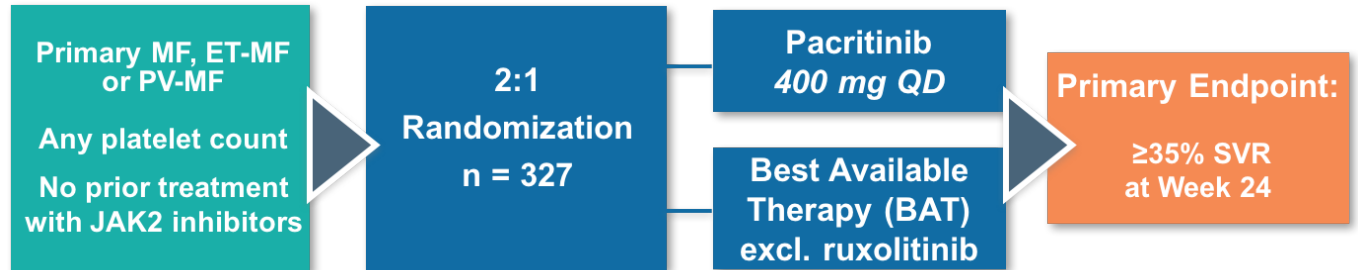 Primary MF, ET-MF
or PV-MF
Any platelet count
No prior treatment
with JAK2 inhibitors
2:1
Randomization
n = 327
Pacritinib
400 mg QD
Best Available
Therapy (BAT)
excl. ruxolitinib
Primary Endpoint:
≥35% SVR
at Week 24